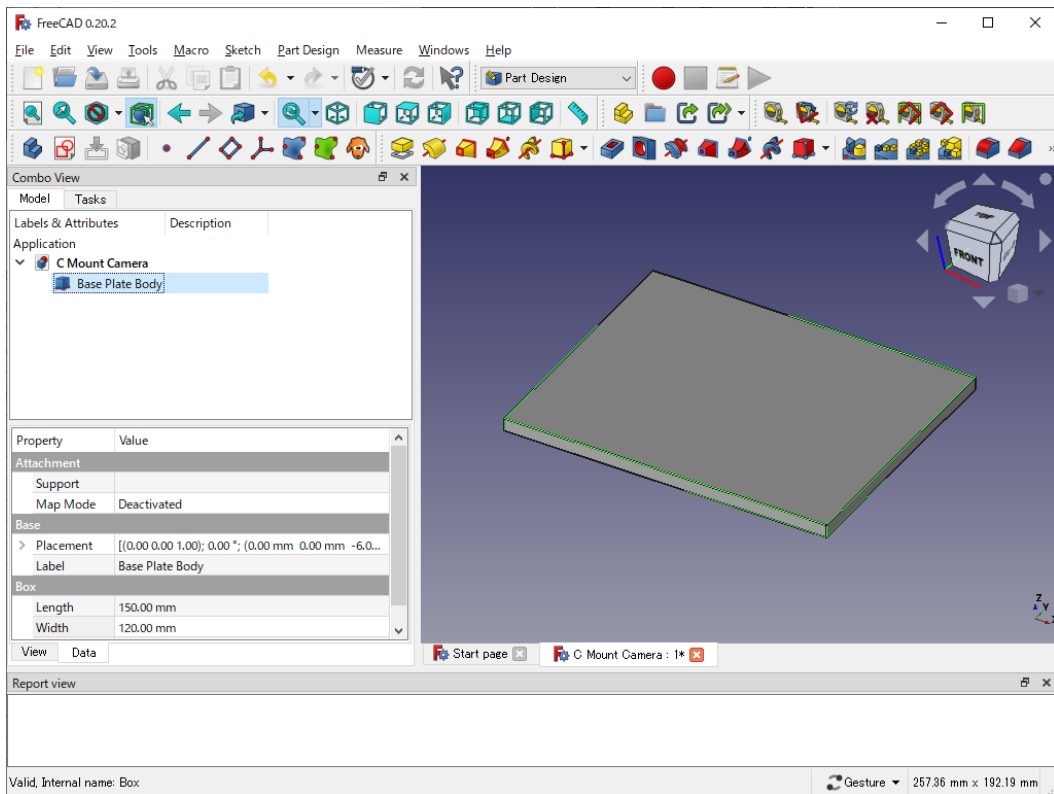 FreeCAD 0.20.2
File Edit View Tools Macro Sketch Part Design Measure Windows Help
Part Design
Combo View
Model Tasks
Labels & Attributes Description
Application
C Mount Camera
Base Plate Body
Property Value
Attachment
Support
Map Mode Deactivated
Base
Placement [(0.00 0.00 1.00); 0.00 °; (0.00 mm 0.00 mm -6.0...
Label Base Plate Body
Box
Length 150.00 mm
Width 120.00 mm
View Data
TOP
FRONT
Z
Y
X
Start page
C Mount Camera : 1*
Report view
Valid, Internal name: Box
Gesture 257.36 mm x 192.19 mm